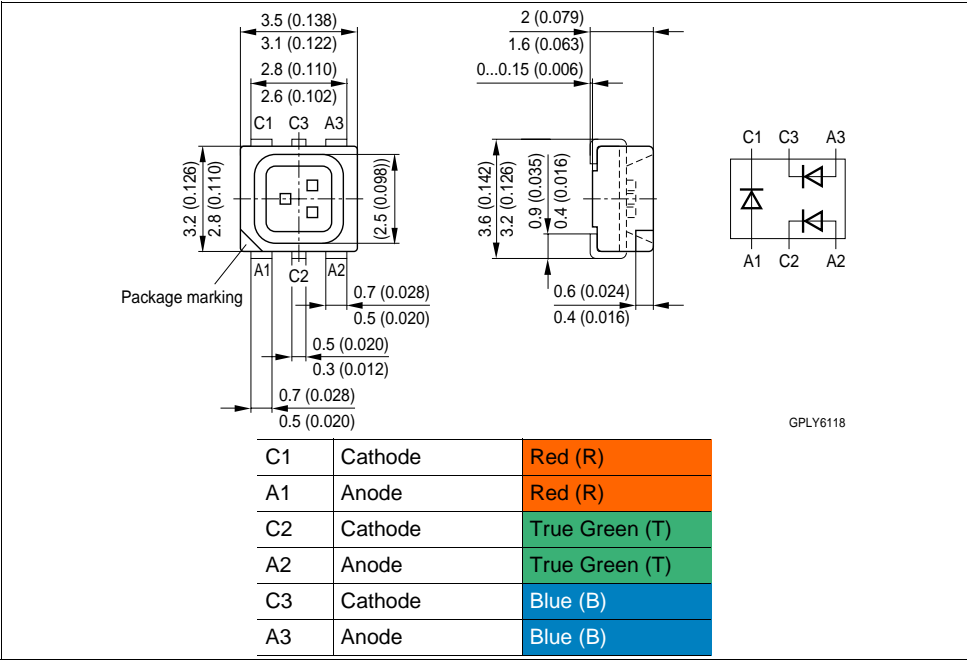 3.5 (0.138)
3.1 (0.122)
2.8 (0.110)
2.6 (0.102)
C1 C3 A3
3.2 (0.126)
2.8 (0.110)
(2.5 (0.098))
A1 C2 A2
Package marking
0.7 (0.028)
0.5 (0.020)
0.5 (0.020)
0.3 (0.012)
0.7 (0.028)
0.5 (0.020)
2 (0.079)
1.6 (0.063)
0...0.15 (0.006)
3.6 (0.142)
3.2 (0.126)
0.9 (0.035)
0.4 (0.016)
0.6 (0.024)
0.4 (0.016)
C1 C3 A3
A1 C2 A2
GPLY6118
C1 Cathode Red (R)
A1 Anode Red (R)
C2 Cathode True Green (T)
A2 Anode True Green (T)
C3 Cathode Blue (B)
A3 Anode Blue (B)